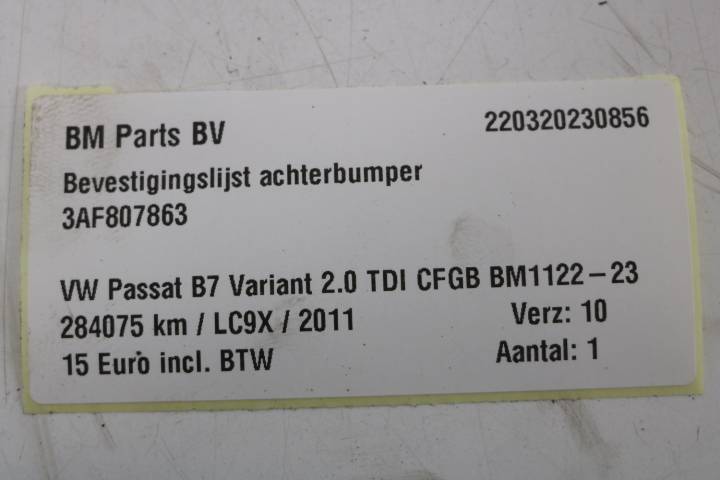 BM Parts BV 220320230856
Bevestigingslijst achterbumper
3AF807863
VW Passat B7 Variant 2.0 TDI CFGB BM1122-23
284075 km / LC9X / 2011 Verz: 10
15 Euro incl. BTW Aantal: 1